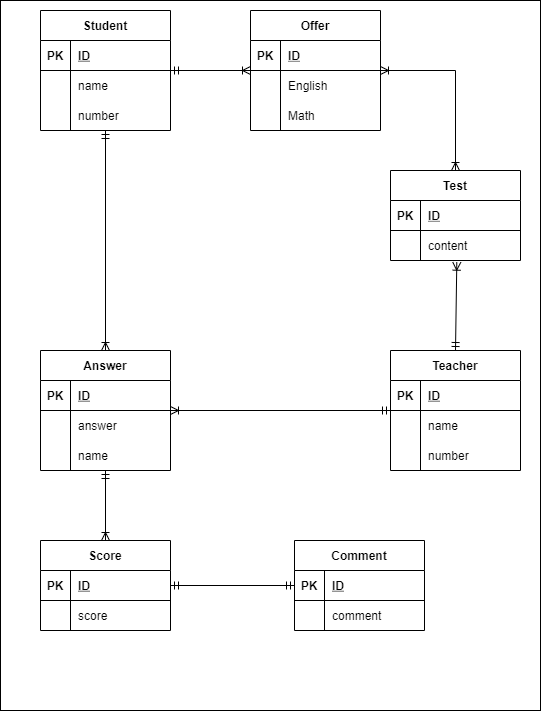 Student
PK ID
name
number
Offer
PK ID
English
Math
Test
PK ID
content
Answer
PK ID
answer
name
Teacher
PK ID
name
number
Score
PK ID
score
Comment
PK ID
comment